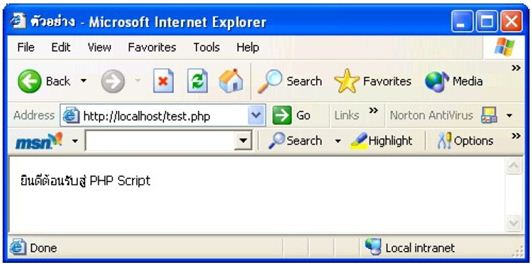 ตัวอย่าง - Microsoft Internet Explorer
File Edit View Favorites Tools Help
Back Search Favorites Media »
Address http://localhost/test.php Go Links » Norton AntiVirus
msn Search Highlight Options »
ยินดีต้อนรับสู่ PHP Script
Done Local intranet